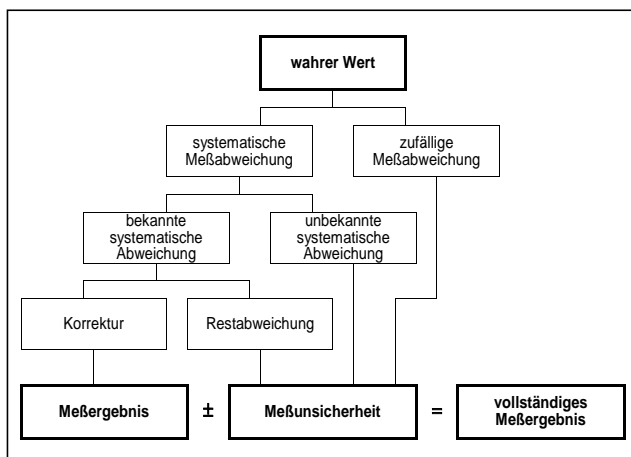 wahrer Wert
systematische
Meßabweichung
zufällige
Meßabweichung
bekannte
systematische
Abweichung
unbekannte
systematische
Abweichung
Korrektur
Restabweichung
Meßergebnis
±
Meßunsicherheit
=
vollständiges
Meßergebnis